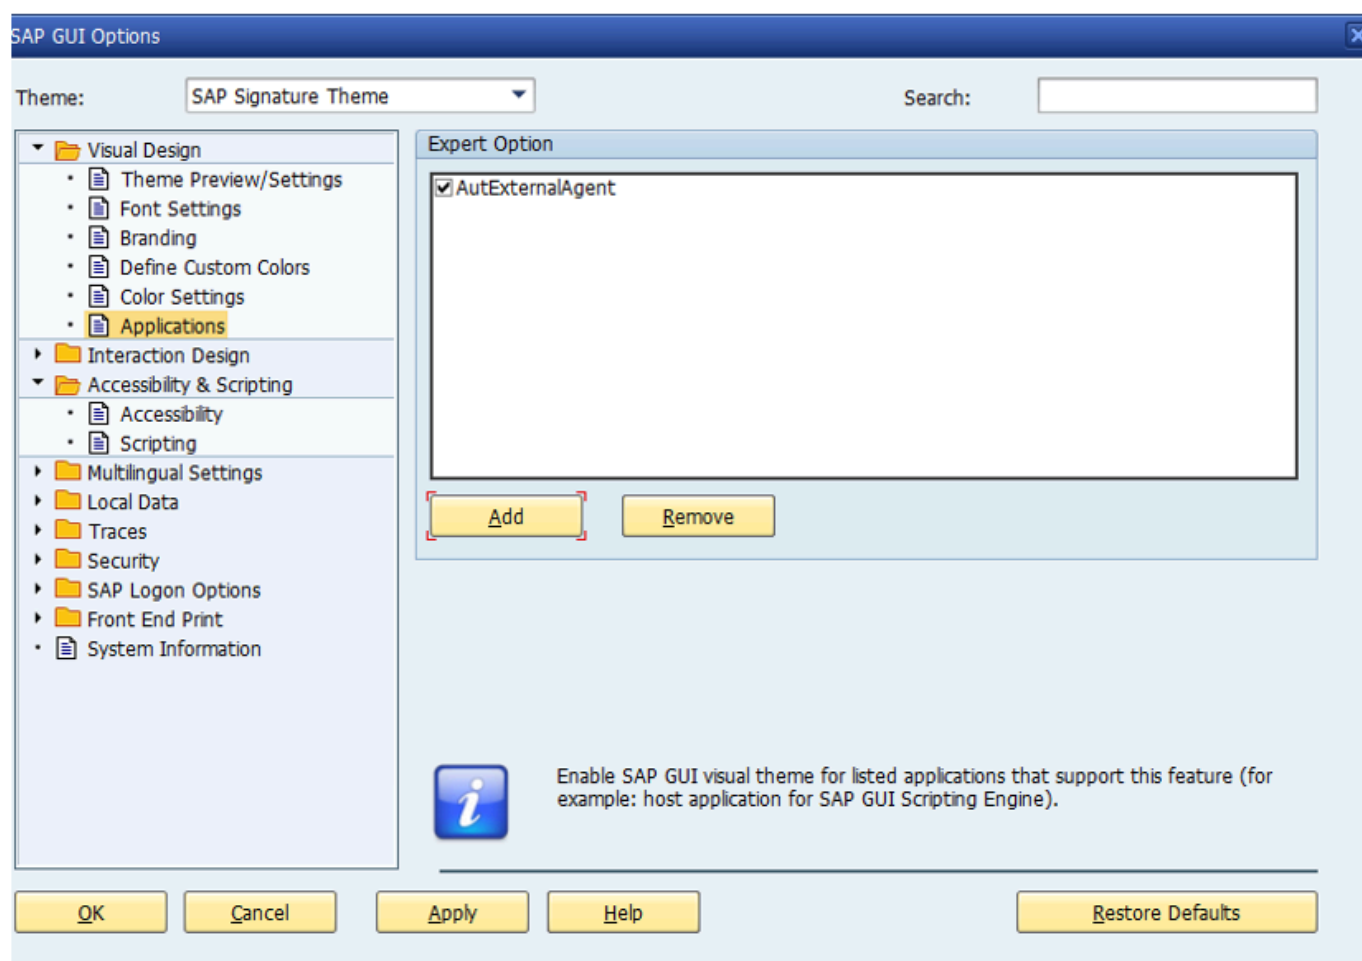 SAP GUI Options
Theme:
SAP Signature Theme
Search:
Visual Design
Theme Preview/Settings
Font Settings
Branding
Define Custom Colors
Color Settings
Applications
Interaction Design
Accessibility & Scripting
Accessibility
Scripting
Multilingual Settings
Local Data
Traces
Security
SAP Logon Options
Front End Print
System Information
Expert Option
AutExternalAgent
Add
Remove
Enable SAP GUI visual theme for listed applications that support this feature (for
example: host application for SAP GUI Scripting Engine).
OK
Cancel
Apply
Help
Restore Defaults